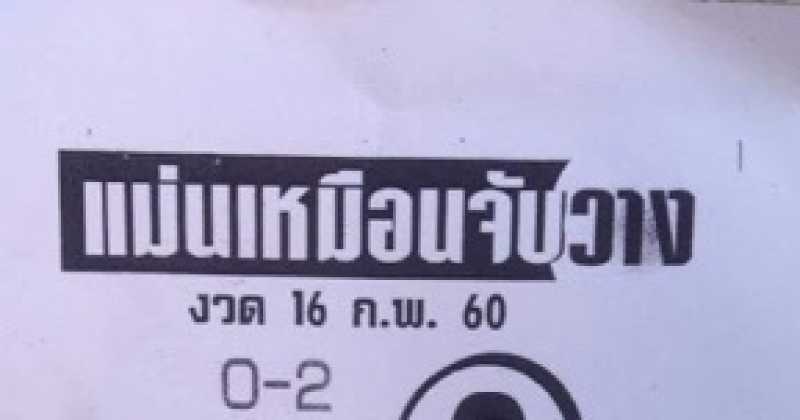 แม่นเหมือนจับวาง
งวด 16 ก.พ. 60
0-2